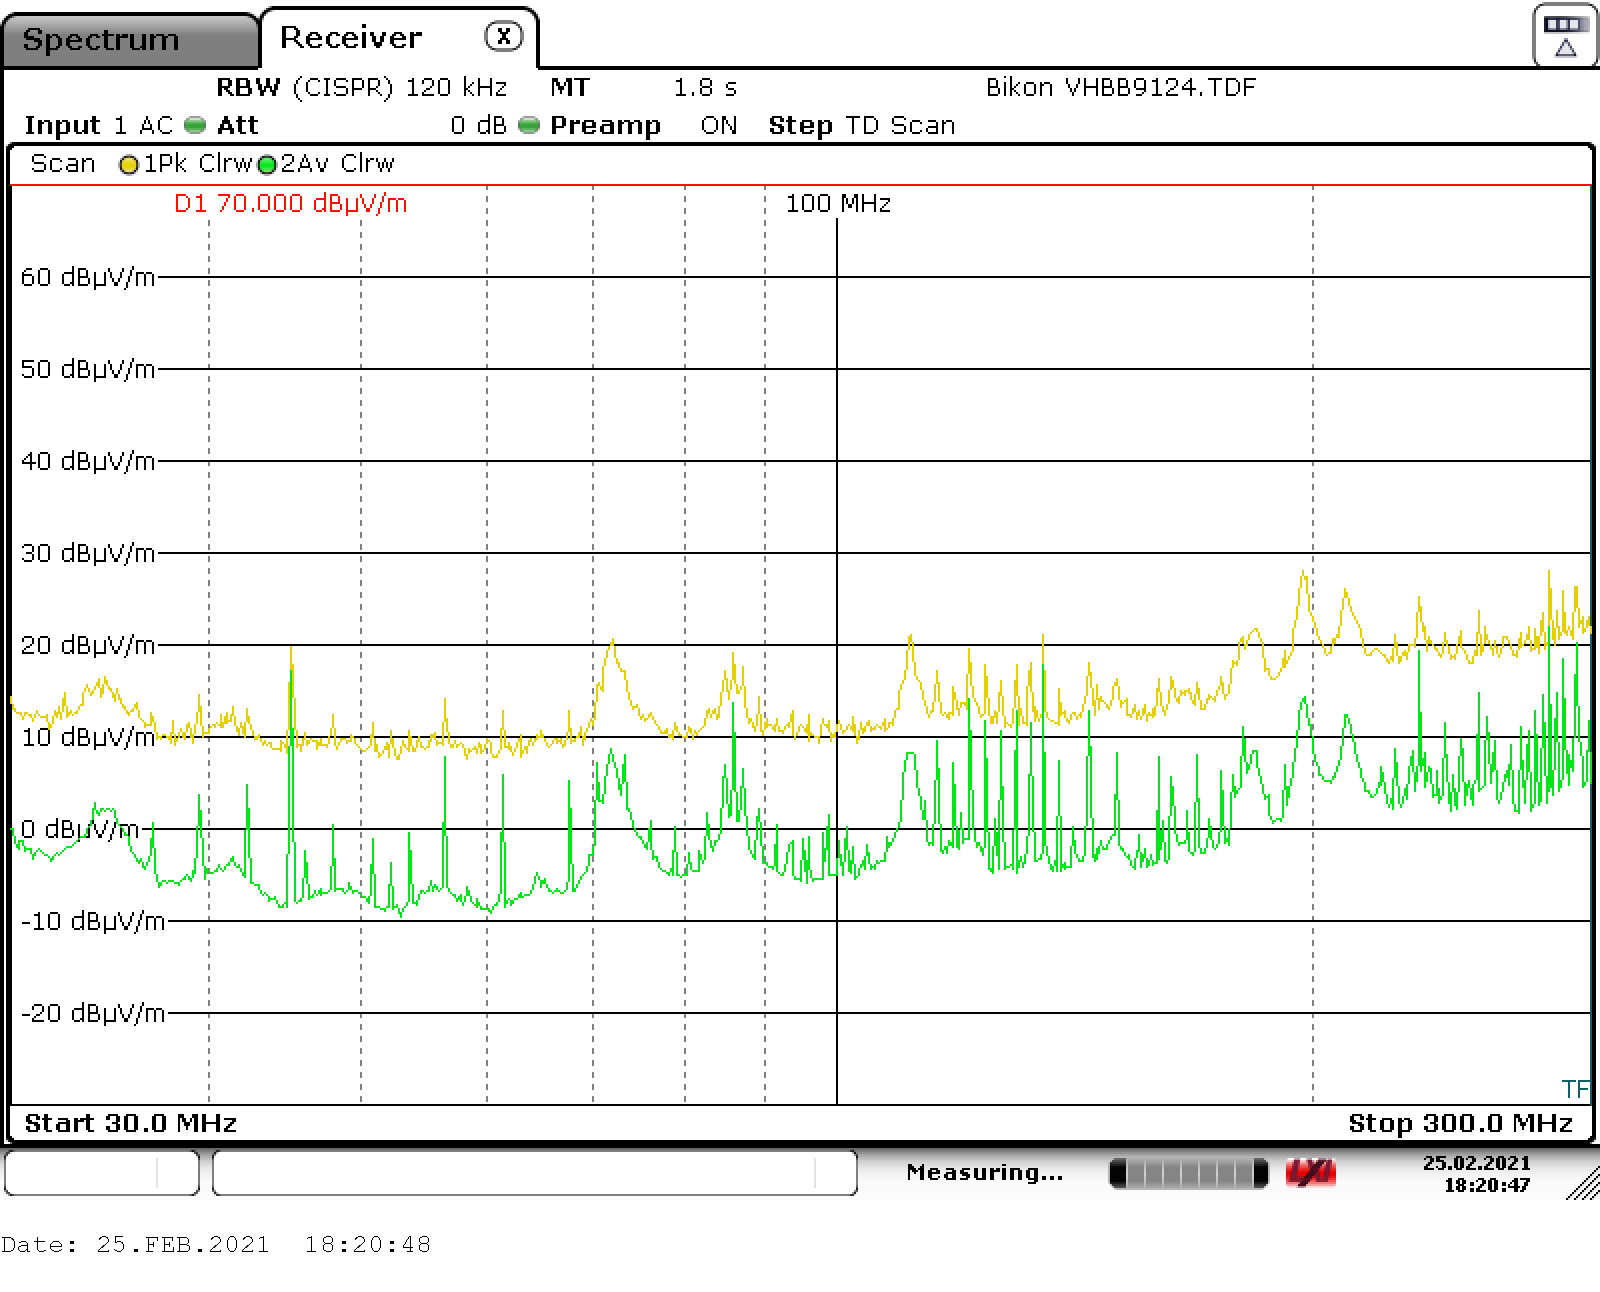 Spectrum
Receiver X
RBW (CISPR) 120 kHz MT 1.8 s Bikon VHBB9124.TDF
Input 1 AC Att 0 dB Preamp ON Step TD Scan
Scan 1Pk Clrw 2Av Clrw
D1 70.000 dBµV/m 100 MHz
60 dBµV/m
50 dBµV/m
40 dBµV/m
30 dBµV/m
20 dBµV/m
10 dBµV/m
0 dBµV/m
-10 dBµV/m
-20 dBµV/m
TF
Start 30.0 MHz Stop 300.0 MHz
Measuring... LXI 25.02.2021
18:20:47
Date: 25.FEB.2021 18:20:48